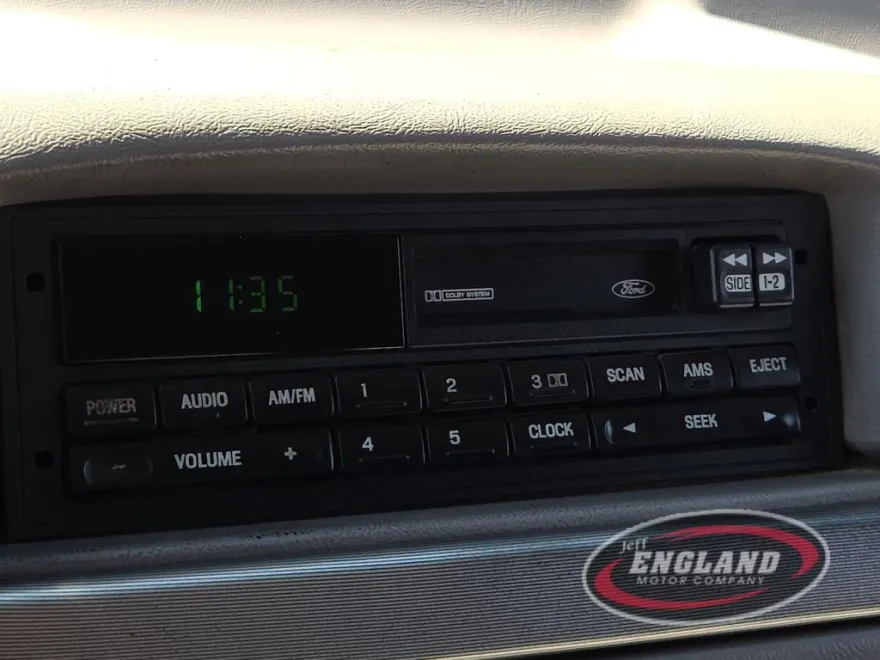 11:35
DOLBY SYSTEM
Ford
SIDE 1-2
POWER AUDIO AM/FM 1 2 3 SCAN AMS EJECT
- VOLUME + 4 5 CLOCK SEEK
Jeff
ENGLAND
MOTOR COMPANY